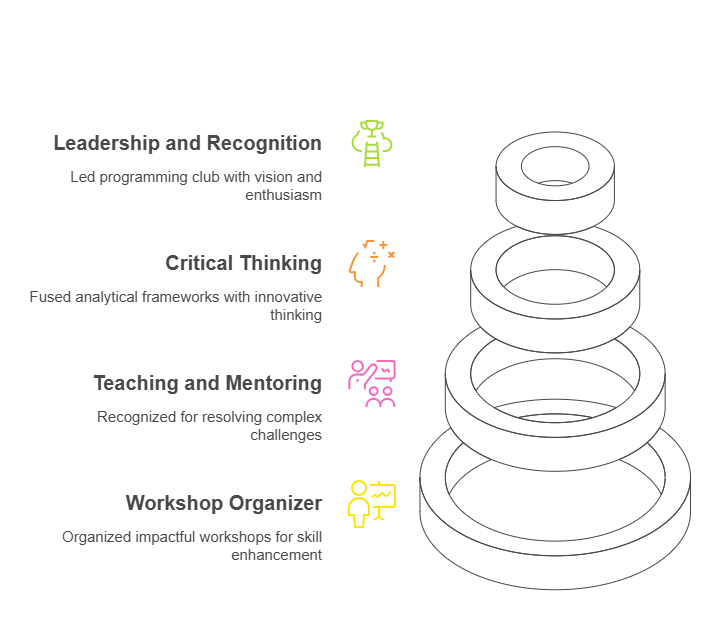 Leadership and Recognition
Led programming club with vision and
enthusiasm
Critical Thinking
Fused analytical frameworks with innovative
thinking
Teaching and Mentoring
Recognized for resolving complex
challenges
Workshop Organizer
Organized impactful workshops for skill
enhancement